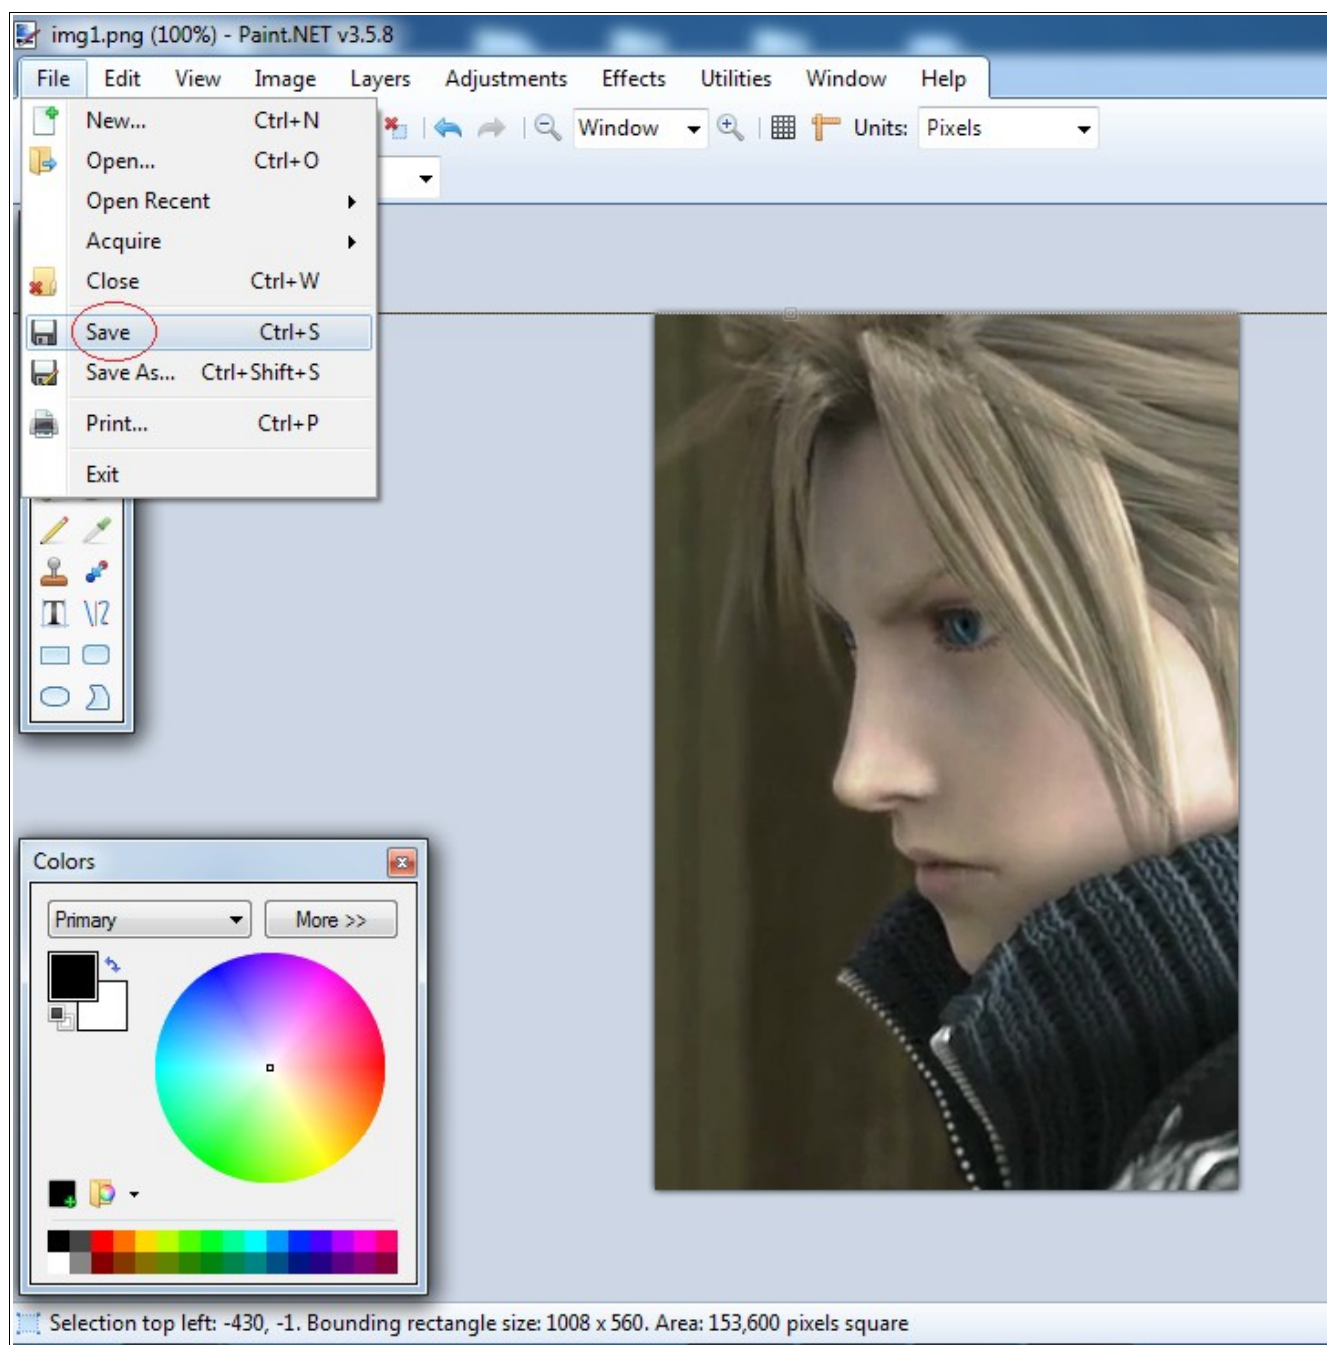 img1.png (100%) - Paint.NET v3.5.8
File Edit View Image Layers Adjustments Effects Utilities Window Help
New... Ctrl+N
Window Units: Pixels
Open... Ctrl+O
Open Recent
Acquire
Close Ctrl+W
Save Ctrl+S
Save As... Ctrl+Shift+S
Print... Ctrl+P
Exit
Colors
Primary More >>
Selection top left: -430, -1. Bounding rectangle size: 1008 x 560. Area: 153,600 pixels square